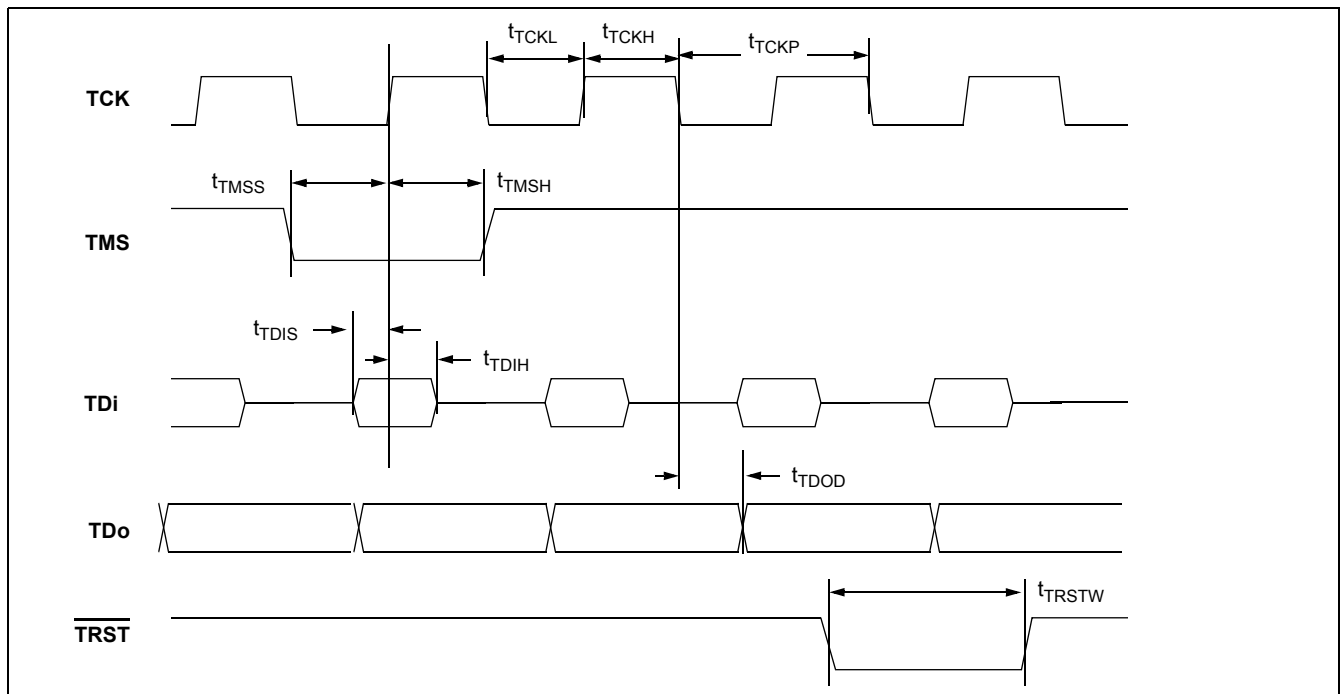 tTCKL tTCKH tTCKP
TCK
tTMSS tTMSH
TMS
tTDIS
tTDIH
TDi
tTDOD
TDo
tTRSTW
TRST